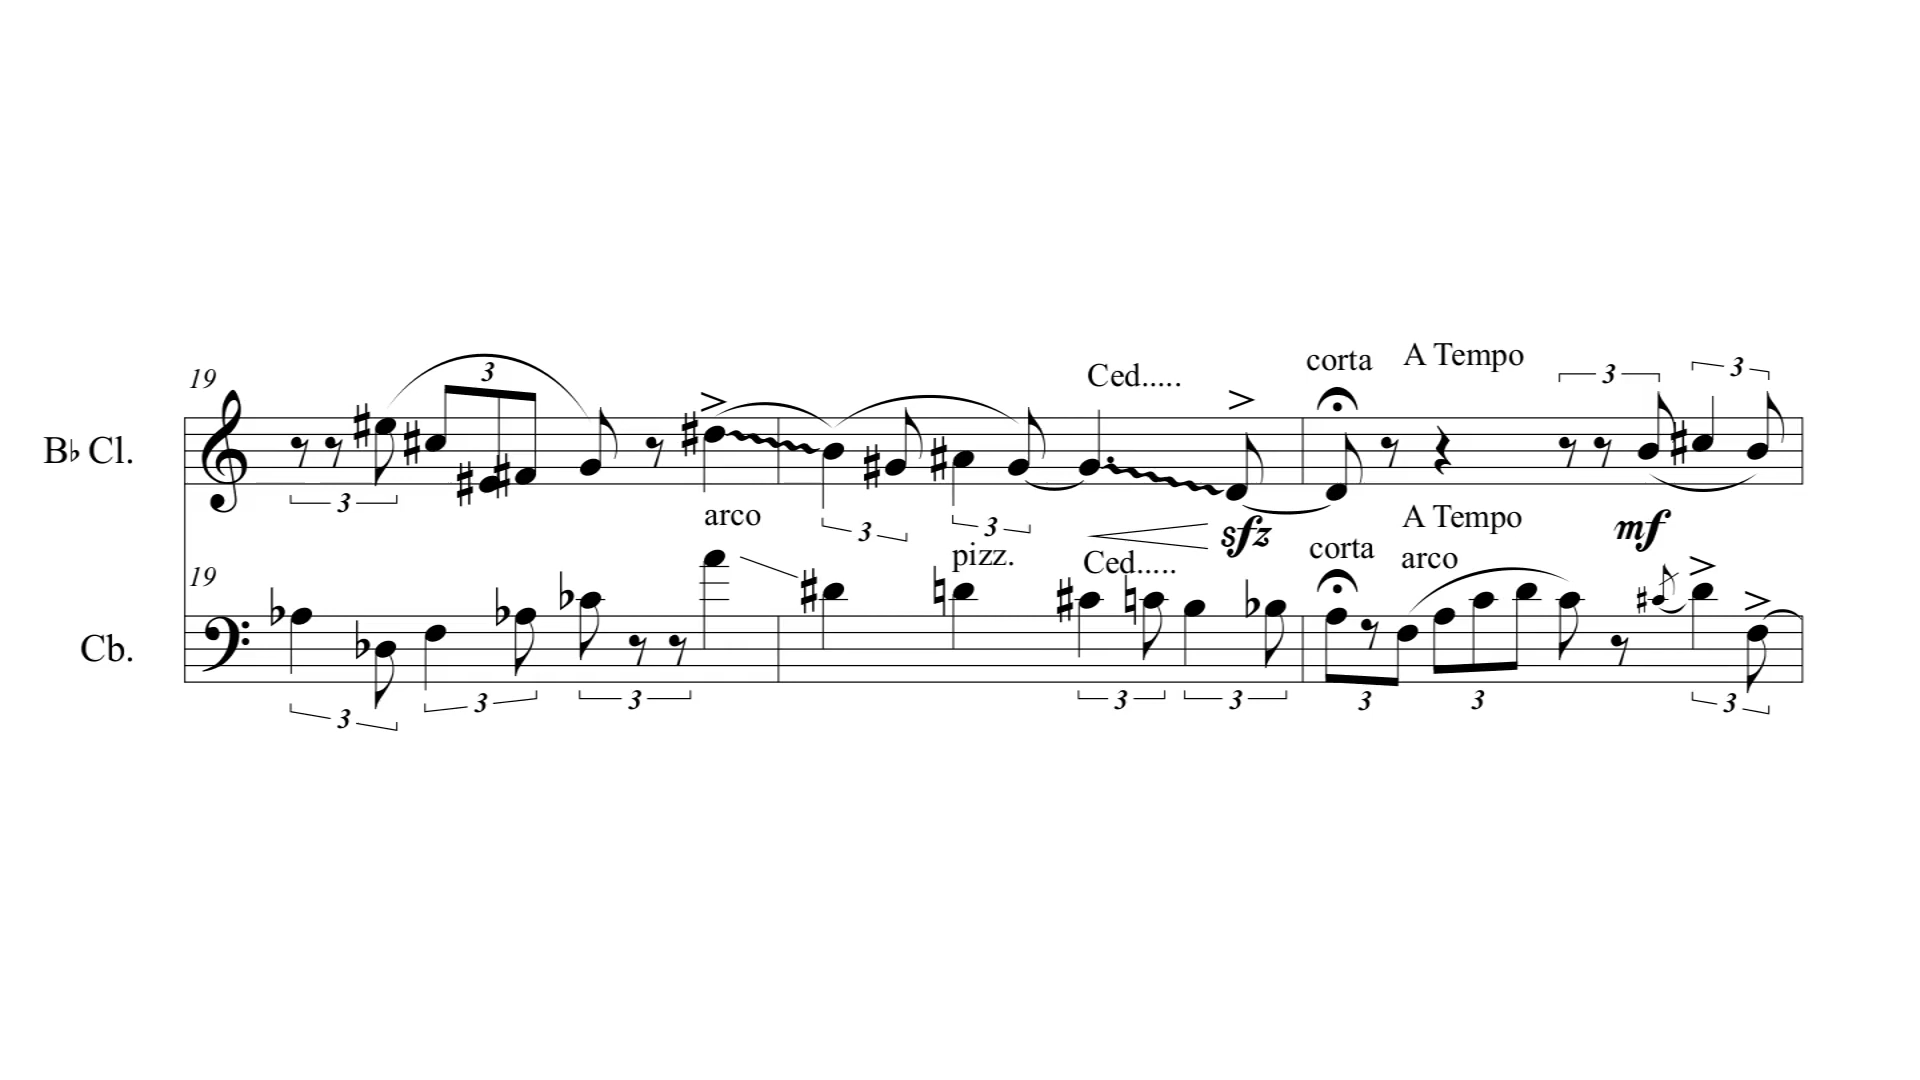 19
3
Ced.....
corta
A Tempo
3
3
B♭ Cl.
3
3
3
sfz
mf
arco
pizz.
Ced.....
corta
A Tempo
arco
19
Cb.
3
3
3
3
3
3
3
3